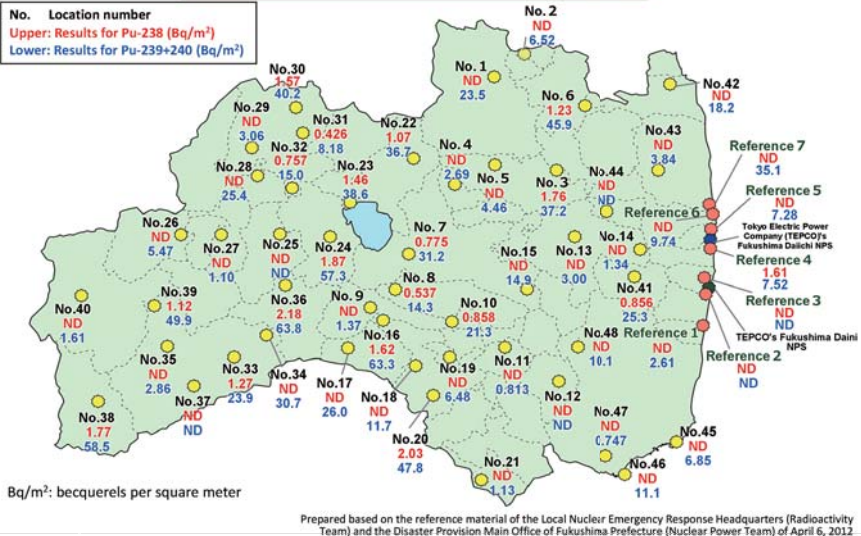 No. Location number
Upper: Results for Pu-238 (Bq/m²)
Lower: Results for Pu-239+240 (Bq/m²)
No. 2
ND
6.52
No. 1
ND
23.5
No. 42
ND
18.2
No.30
1.57
40.2
No. 6
1.23
45.9
No.29
ND
3.06
No.31
0.426
8.18
No.22
1.07
36.7
No.43
ND
3.84
No. 4
ND
2.69
No.32
0.757
15.0
No.28
ND
25.4
No.23
1.46
38.6
No.5
ND
4.46
No. 3
1.76
37.2
No.44
ND
ND
Reference 7
ND
35.1
Reference 5
ND
7.28
Reference 6
ND
9.74
Tokyo Electric Power
Company (TEPCO)'s
Fukushima Daiichi NPS
No.26
ND
5.47
No.27
ND
1.10
No.25
ND
ND
No.24
1.87
57.3
No. 7
0.775
31.2
No.15
ND
14.9
No.13
ND
3.00
No.14
ND
1.34
Reference 4
1.61
7.52
No. 8
0.537
14.3
No.41
0.856
25.3
Reference 3
ND
ND
No.40
ND
1.61
No.39
1.12
49.9
No.36
2.18
63.8
No. 9
ND
1.37
No.10
0.858
21.3
Reference 1
ND
2.61
TEPCO's Fukushima Daini
NPS
No.16
1.62
63.3
No.48
ND
10.1
Reference 2
ND
ND
No.35
ND
2.86
No.33
1.27
23.9
No.34
ND
30.7
No.17
ND
26.0
No.19
ND
6.48
No.11
ND
0.813
No.12
ND
ND
No.37
ND
ND
No.18
ND
11.7
No.38
1.77
58.5
No.47
ND
0.747
No.45
ND
6.85
No.20
2.03
47.8
No.21
ND
1.13
No.46
ND
11.1
Bq/m²: becquerels per square meter
Prepared based on the reference material of the Local Nuclear Emergency Response Headquarters (Radioactivity
Team) and the Disaster Provision Main Office of Fukushima Prefecture (Nuclear Power Team) of April 6, 2012